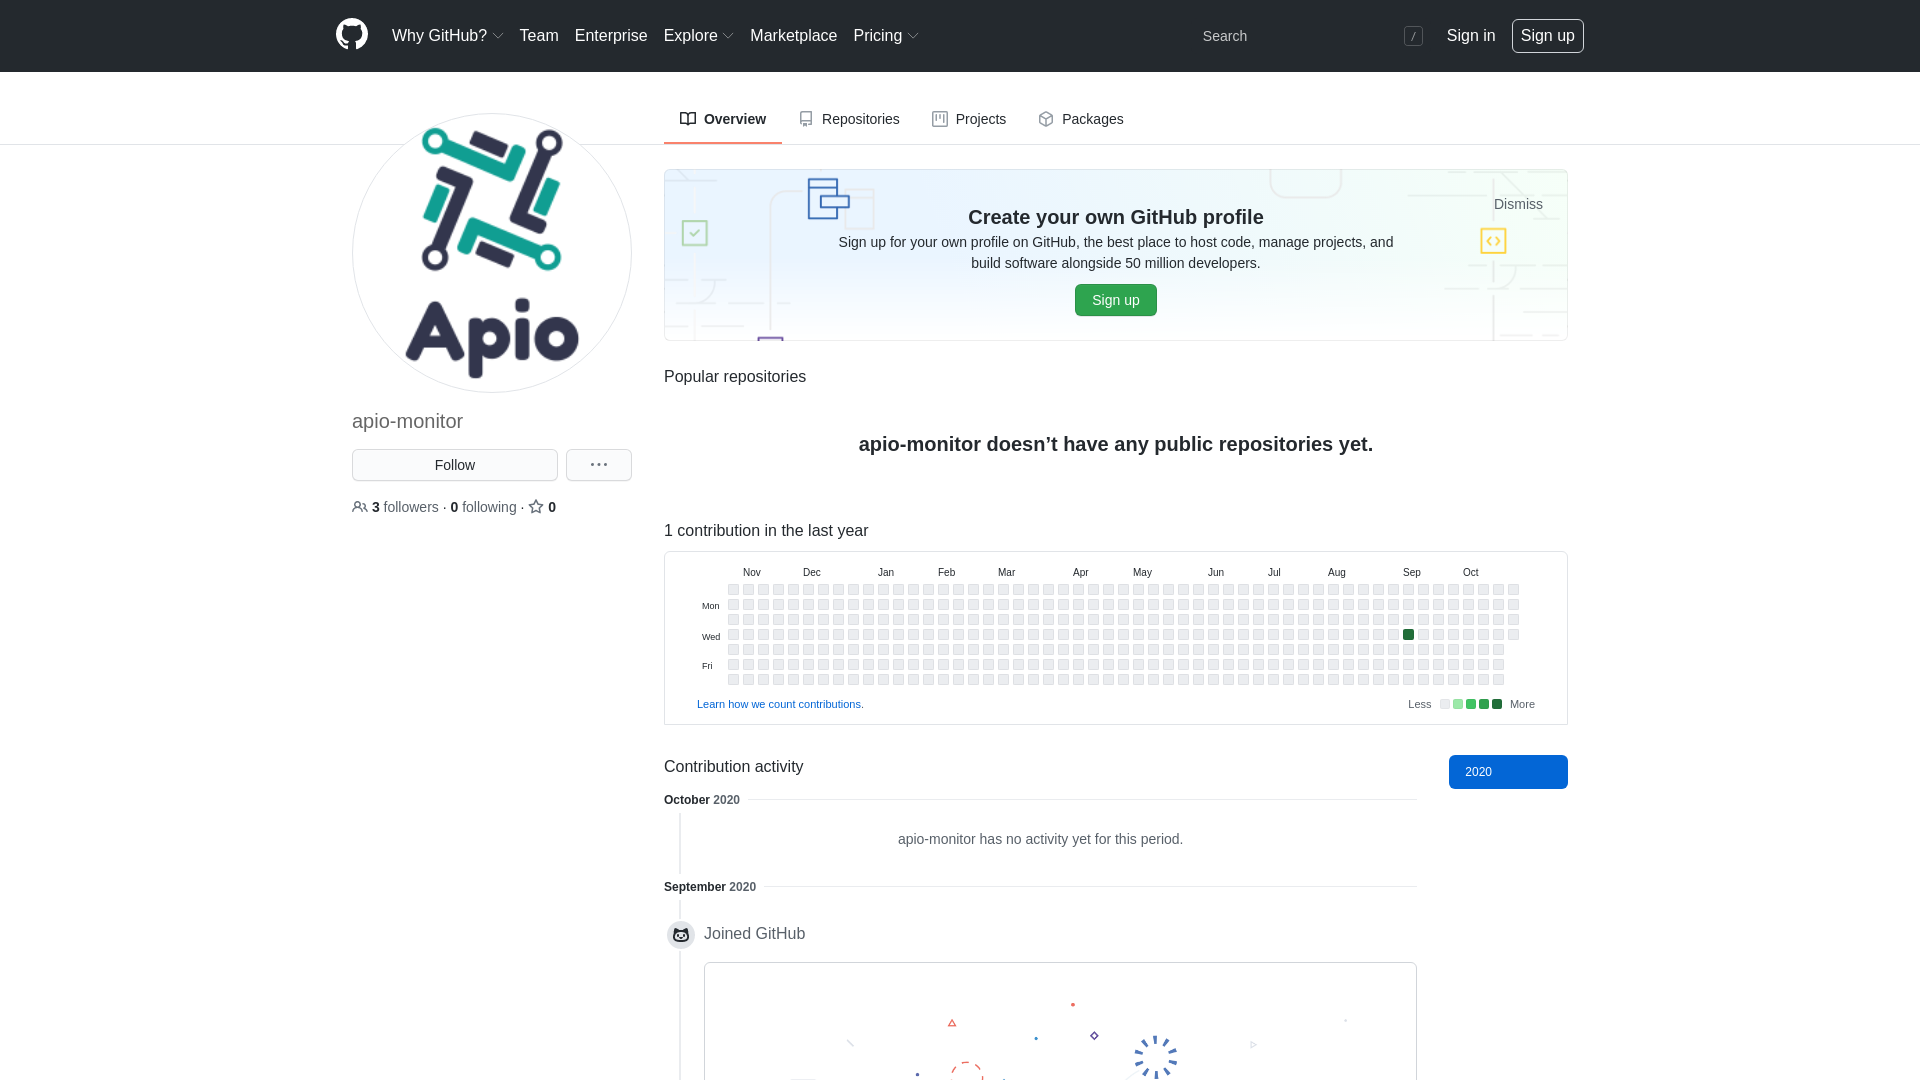 Why GitHub?
Team
Enterprise
Explore
Marketplace
Pricing
Search
/
Sign in
Sign up
Overview
Repositories
Projects
Packages
Apio
apio-monitor
Follow
3 followers · 0 following · 0
Create your own GitHub profile
Dismiss
Sign up for your own profile on GitHub, the best place to host code, manage projects, and
build software alongside 50 million developers.
Sign up
Popular repositories
apio-monitor doesn’t have any public repositories yet.
1 contribution in the last year
Nov Dec Jan Feb Mar Apr May Jun Jul Aug Sep Oct
Mon
Wed
Fri
Learn how we count contributions.
Less More
Contribution activity
2020
October 2020
apio-monitor has no activity yet for this period.
September 2020
Joined GitHub